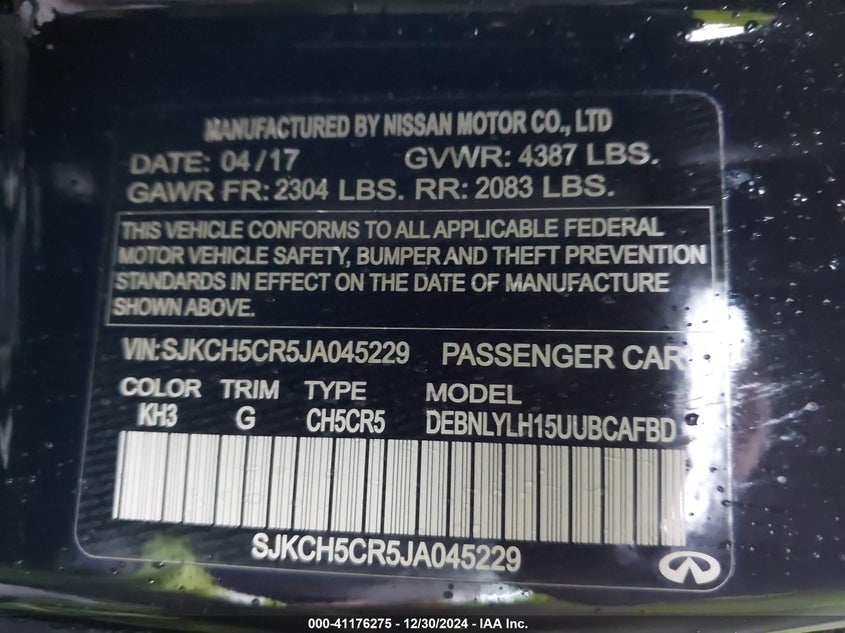 MANUFACTURED BY NISSAN MOTOR CO., LTD
DATE: 04/17 GVWR: 4387 LBS.
GAWR FR: 2304 LBS. RR: 2083 LBS.
THIS VEHICLE CONFORMS TO ALL APPLICABLE FEDERAL
MOTOR VEHICLE SAFETY, BUMPER AND THEFT PREVENTION
STANDARDS IN EFFECT ON THE DATE OF MANUFACTURE
SHOWN ABOVE.
VIN:SJKCH5CR5JA045229 PASSENGER CAR
COLOR TRIM TYPE MODEL
KH3 G CH5CR5 DEBNLYLH15UUBCAFBD
SJKCH5CR5JA045229
000-41176275 - 12/30/2024 - IAA Inc.